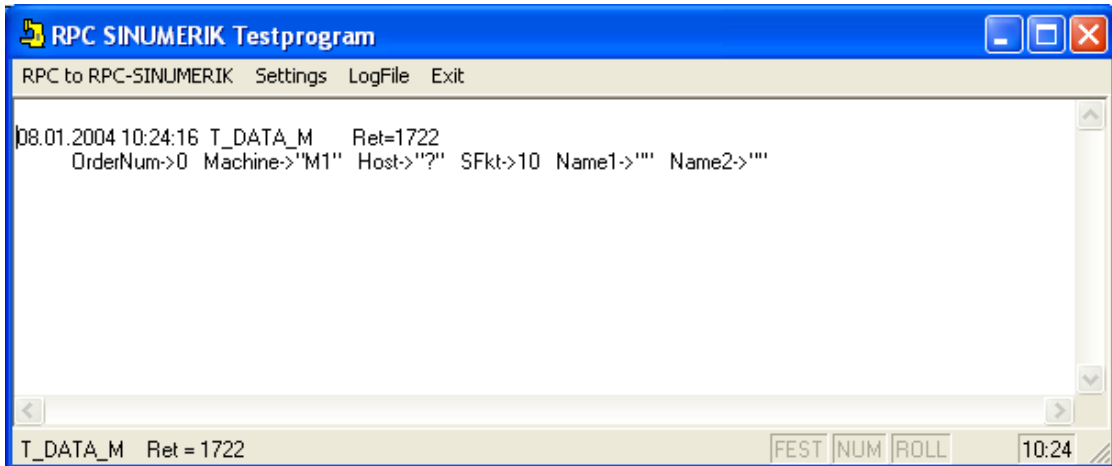 RPC SINUMERIK Testprogram
RPC to RPC-SINUMERIK Settings LogFile Exit
08.01.2004 10:24:16 T_DATA_M Ret=1722
OrderNum->0 Machine->"M1" Host->"?" SFkt->10 Name1->"" Name2->""
T_DATA_M Ret = 1722 FEST NUM ROLL 10:24